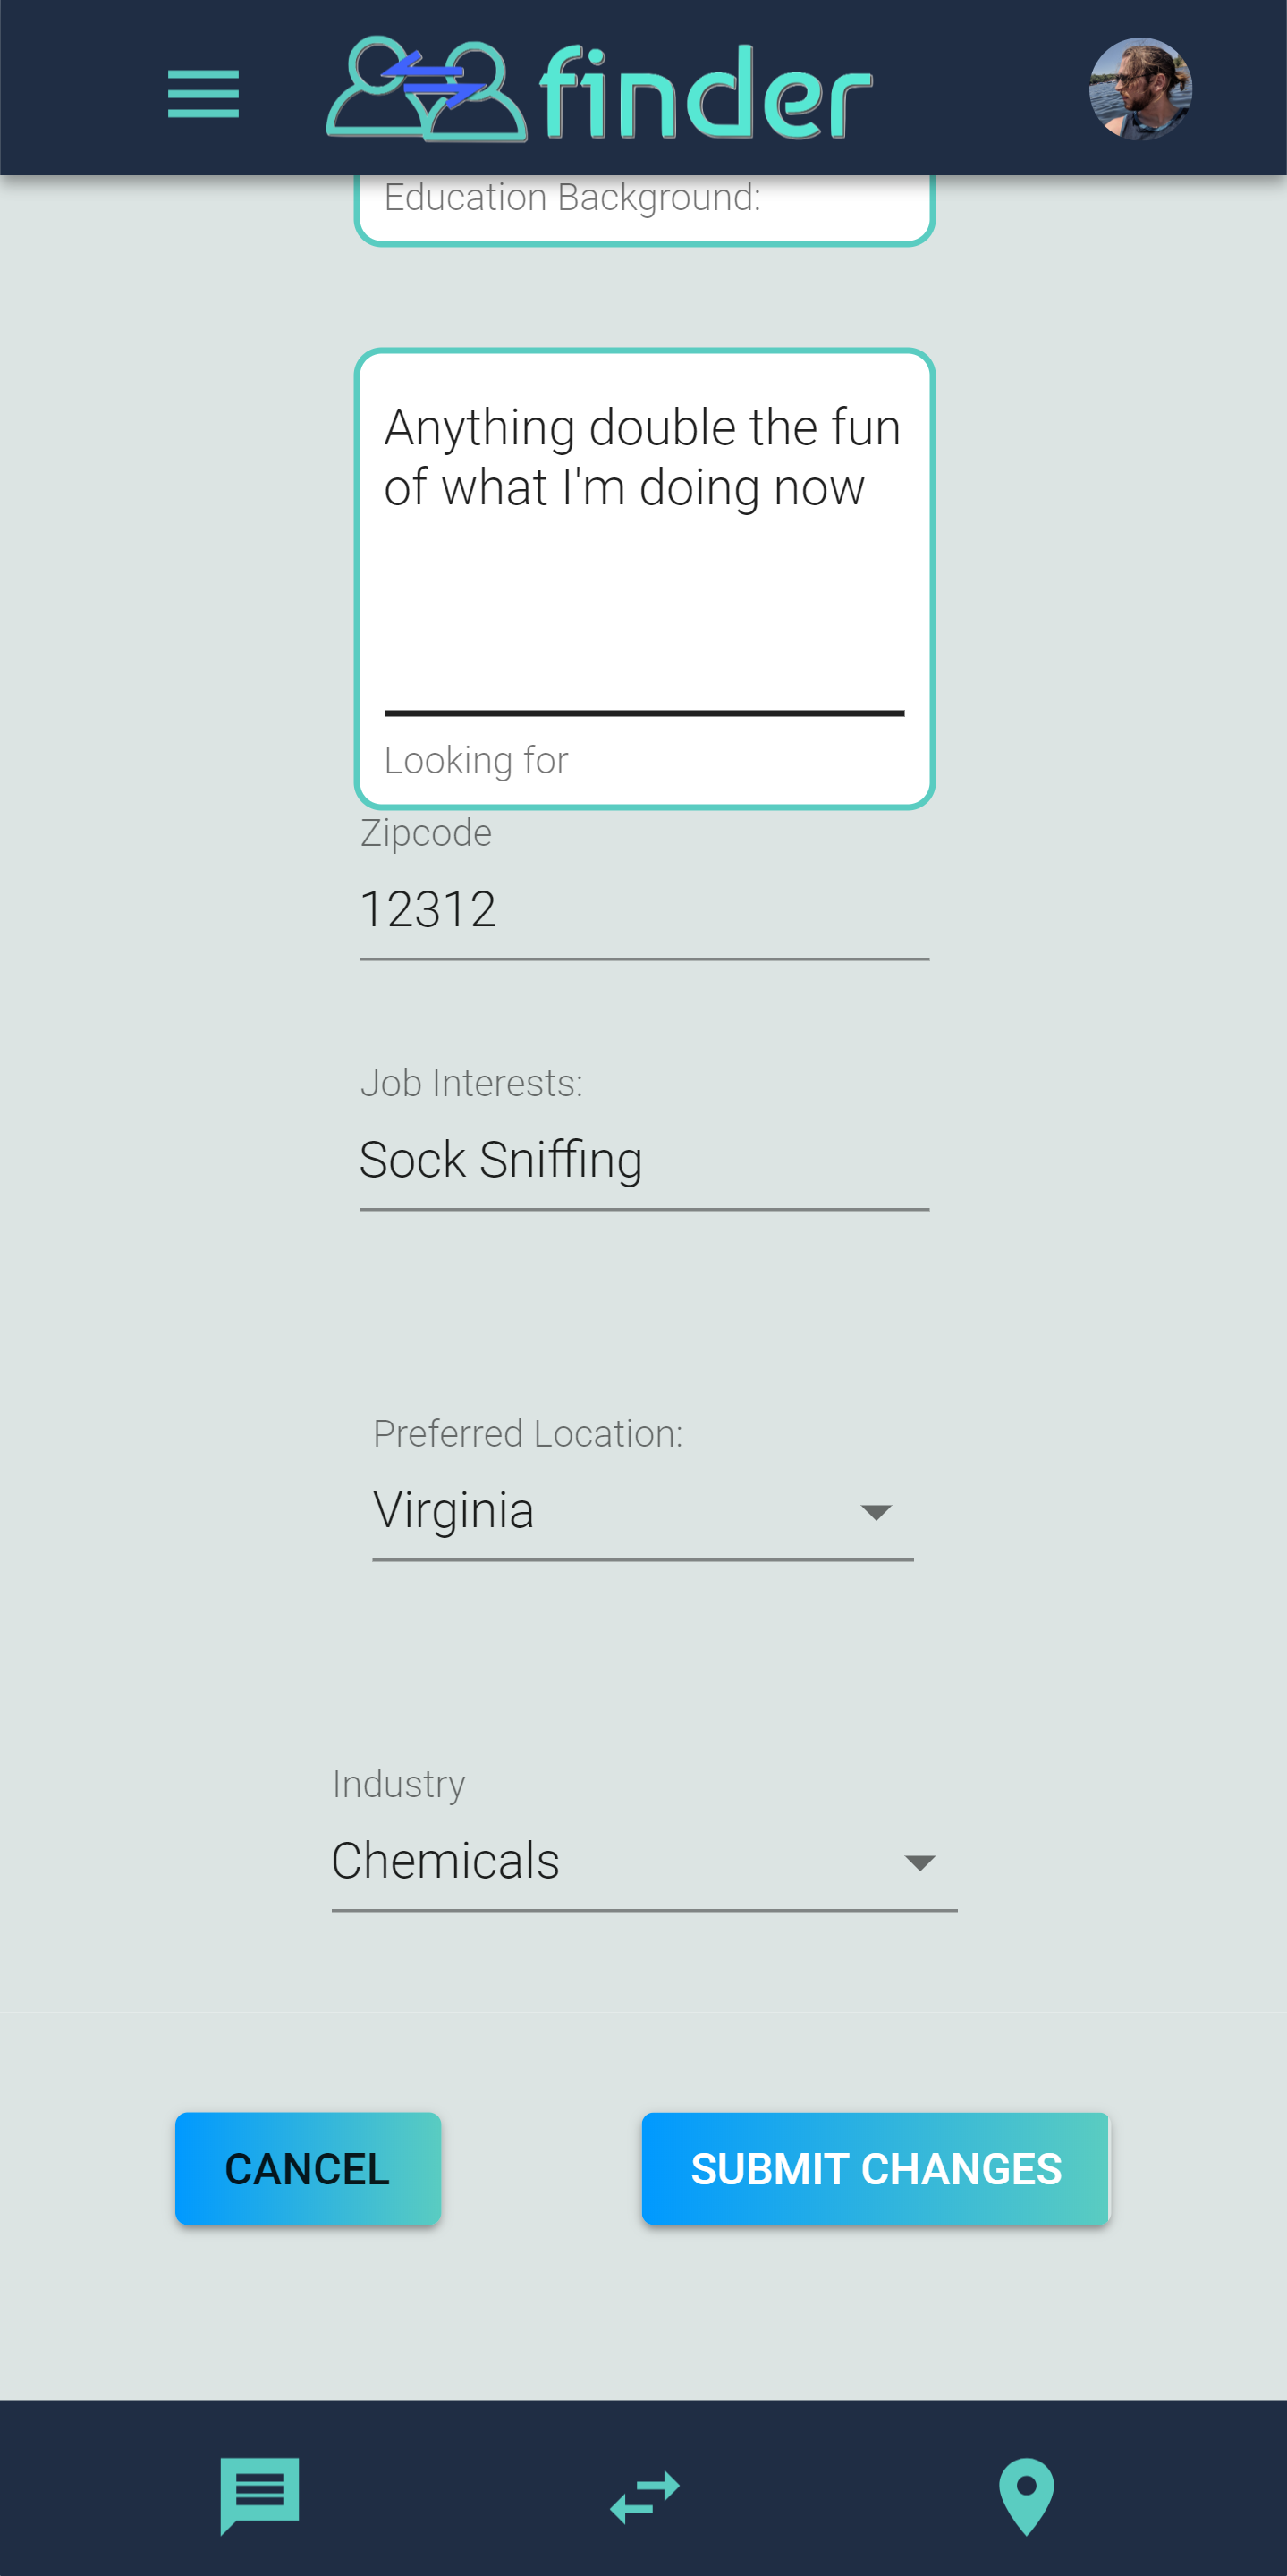 finder
Education Background:
Anything double the fun
of what I'm doing now
Looking for
Zipcode
12312
Job Interests:
Sock Sniffing
Preferred Location:
Virginia
Industry
Chemicals
CANCEL
SUBMIT CHANGES